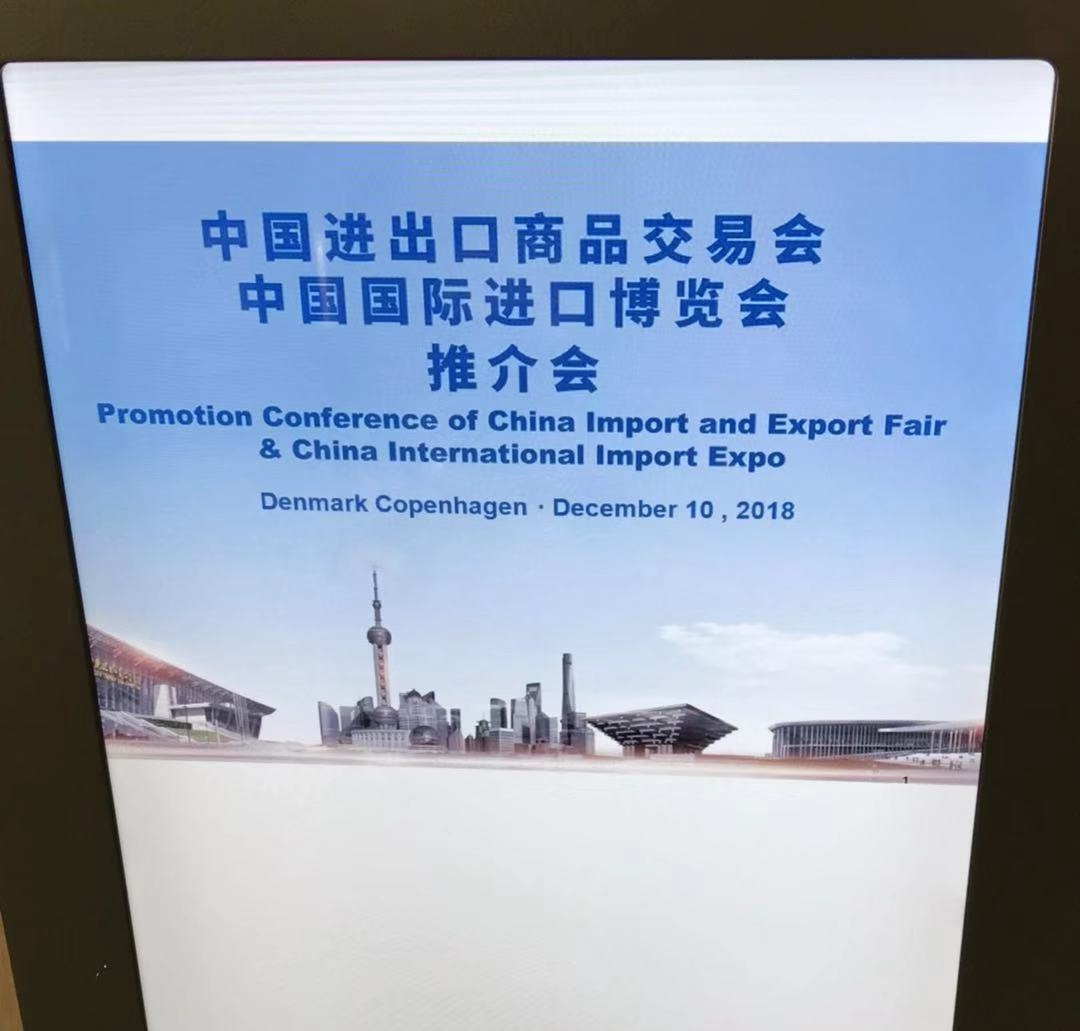 中国进出口商品交易会
中国国际进口博览会
推介会
Promotion Conference of China Import and Export Fair
& China International Import Expo
Denmark Copenhagen · December 10 , 2018
1